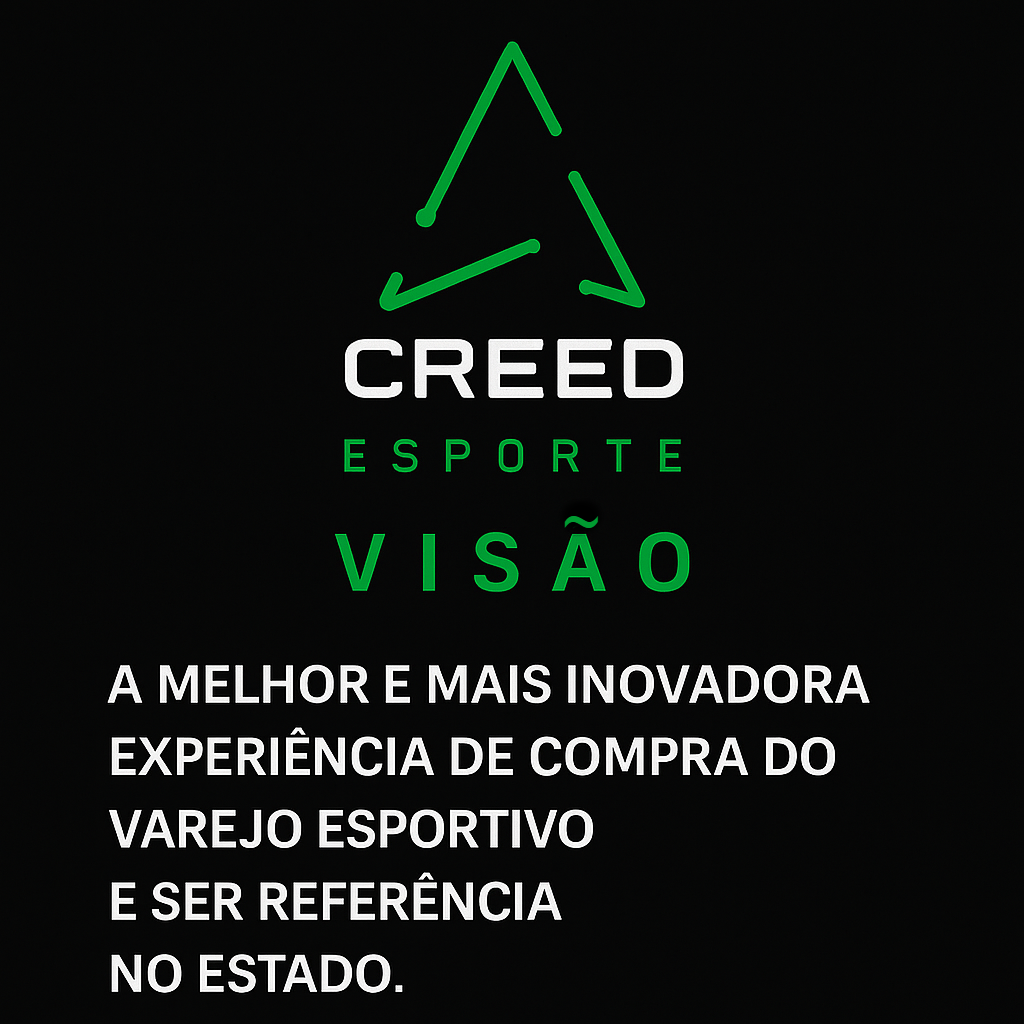 CREED
ESPORTE
VISÃO
A MELHOR E MAIS INOVADORA
EXPERIÊNCIA DE COMPRA DO
VAREJO ESPORTIVO
E SER REFERÊNCIA
NO ESTADO.